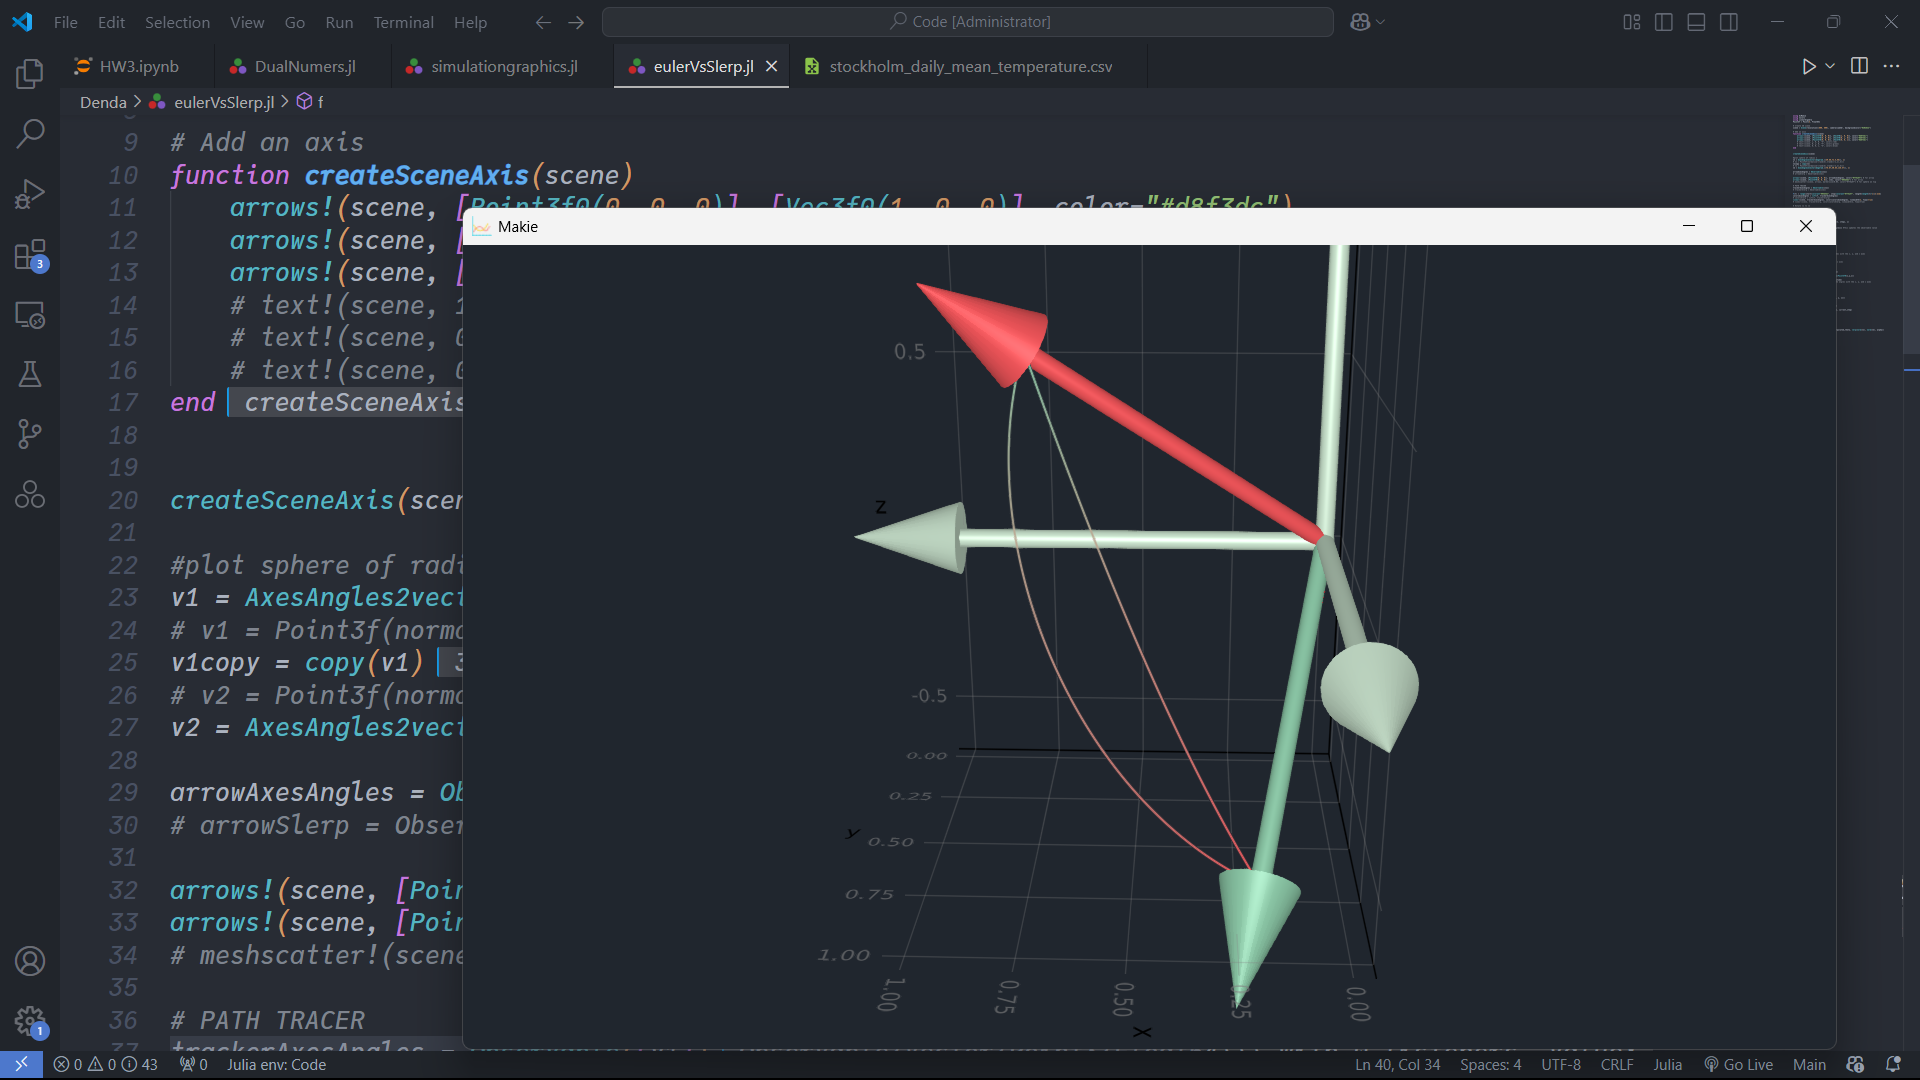 File Edit Selection View Go Run Terminal Help
Code [Administrator]
HW3.ipynb
DualNumers.jl
simulationgraphics.jl
eulerVsSlerp.jl
stockholm_daily_mean_temperature.csv
Denda > eulerVsSlerp.jl > f
9 # Add an axis
10 function createSceneAxis(scene)
11 arrows!(scene, [Point3f0(0, 0, 0)], [Vec3f0(1, 0, 0)], color="#d8f3dc")
12 arrows!(scene, [
13 arrows!(scene, [
14 # text!(scene, 1
15 # text!(scene, 0
16 # text!(scene, 0
17 end createSceneAxis
18
19
20 createSceneAxis(scen
21
22 #plot sphere of radi
23 v1 = AxesAngles2vect
24 # v1 = Point3f(normo
25 v1copy = copy(v1) 3
26 # v2 = Point3f(normo
27 v2 = AxesAngles2vect
28
29 arrowAxesAngles = Ob
30 # arrowSlerp = Obser
31
32 arrows!(scene, [Poin
33 arrows!(scene, [Poin
34 # meshscatter!(scene
35
36 # PATH TRACER
37 trackerAxesAngles =
Makie
0.5
z
-0.5
0.00
0.25
y
0.50
0.75
1.00
1.00
0.75
0.50
0.25
0.00
x
3
1
0 0 43 0 Julia env: Code
Ln 40, Col 34 Spaces: 4 UTF-8 CRLF Julia Go Live Main